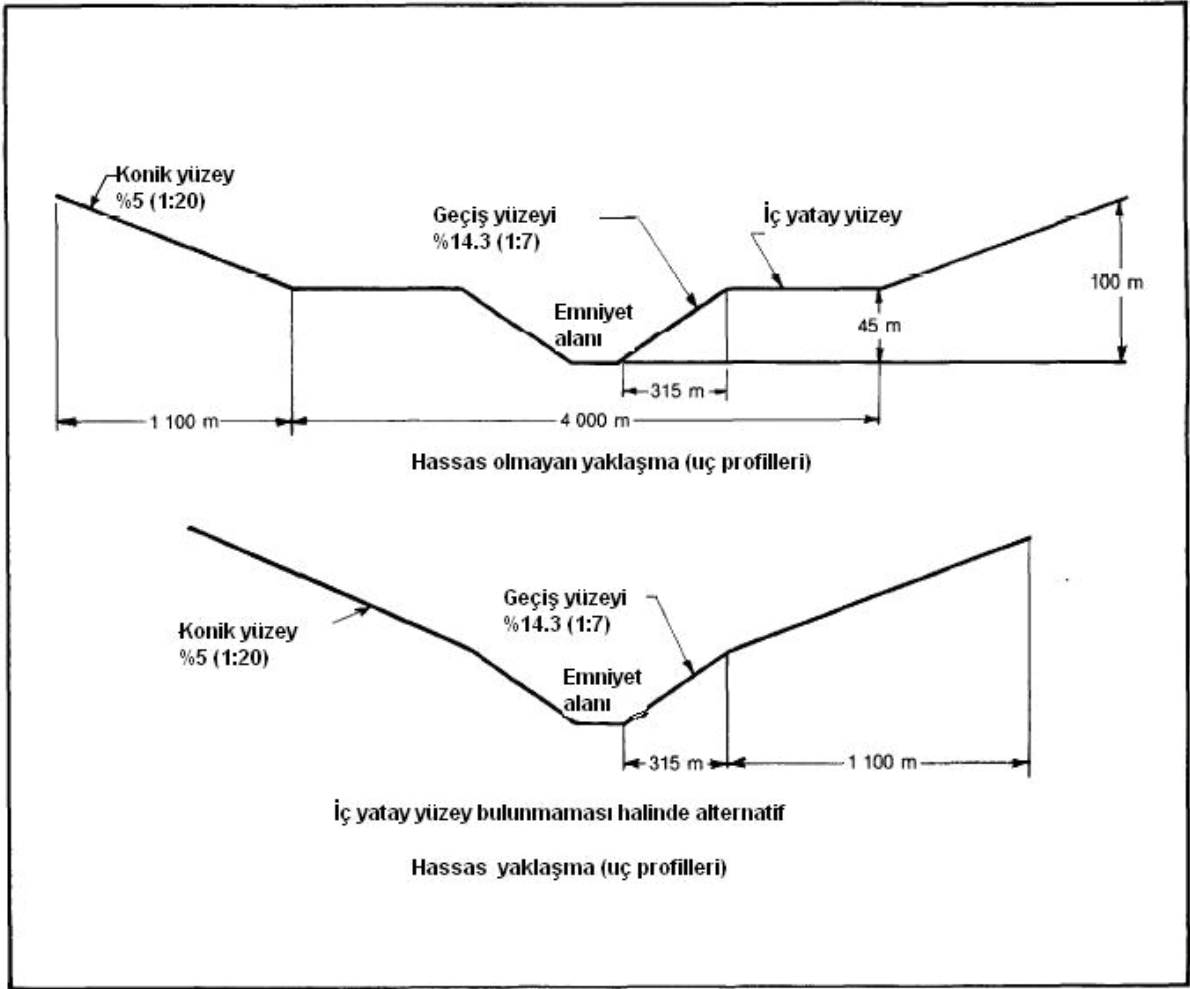 Konik yüzey
%5 (1:20)
Geçiş yüzeyi
%14.3 (1:7)
İç yatay yüzey
100 m
Emniyet
alanı
45 m
315 m
1 100 m
4 000 m
Hassas olmayan yaklaşma (uç profilleri)
Konik yüzey
%5 (1:20)
Geçiş yüzeyi
%14.3 (1:7)
Emniyet
alanı
315 m
1 100 m
İç yatay yüzey bulunmaması halinde alternatif
Hassas yaklaşma (uç profilleri)